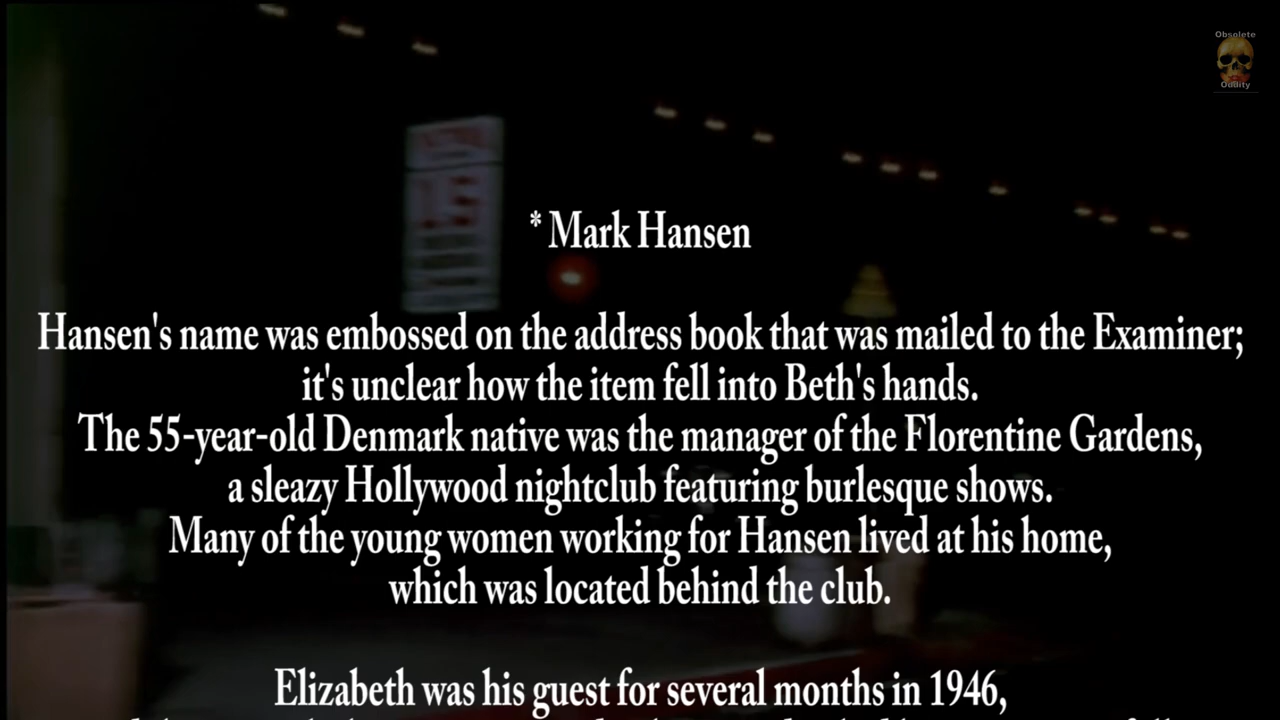 Obsolete
Oddity
* Mark Hansen
Hansen's name was embossed on the address book that was mailed to the Examiner;
it's unclear how the item fell into Beth's hands.
The 55-year-old Denmark native was the manager of the Florentine Gardens,
a sleazy Hollywood nightclub featuring burlesque shows.
Many of the young women working for Hansen lived at his home,
which was located behind the club.
Elizabeth was his guest for several months in 1946,